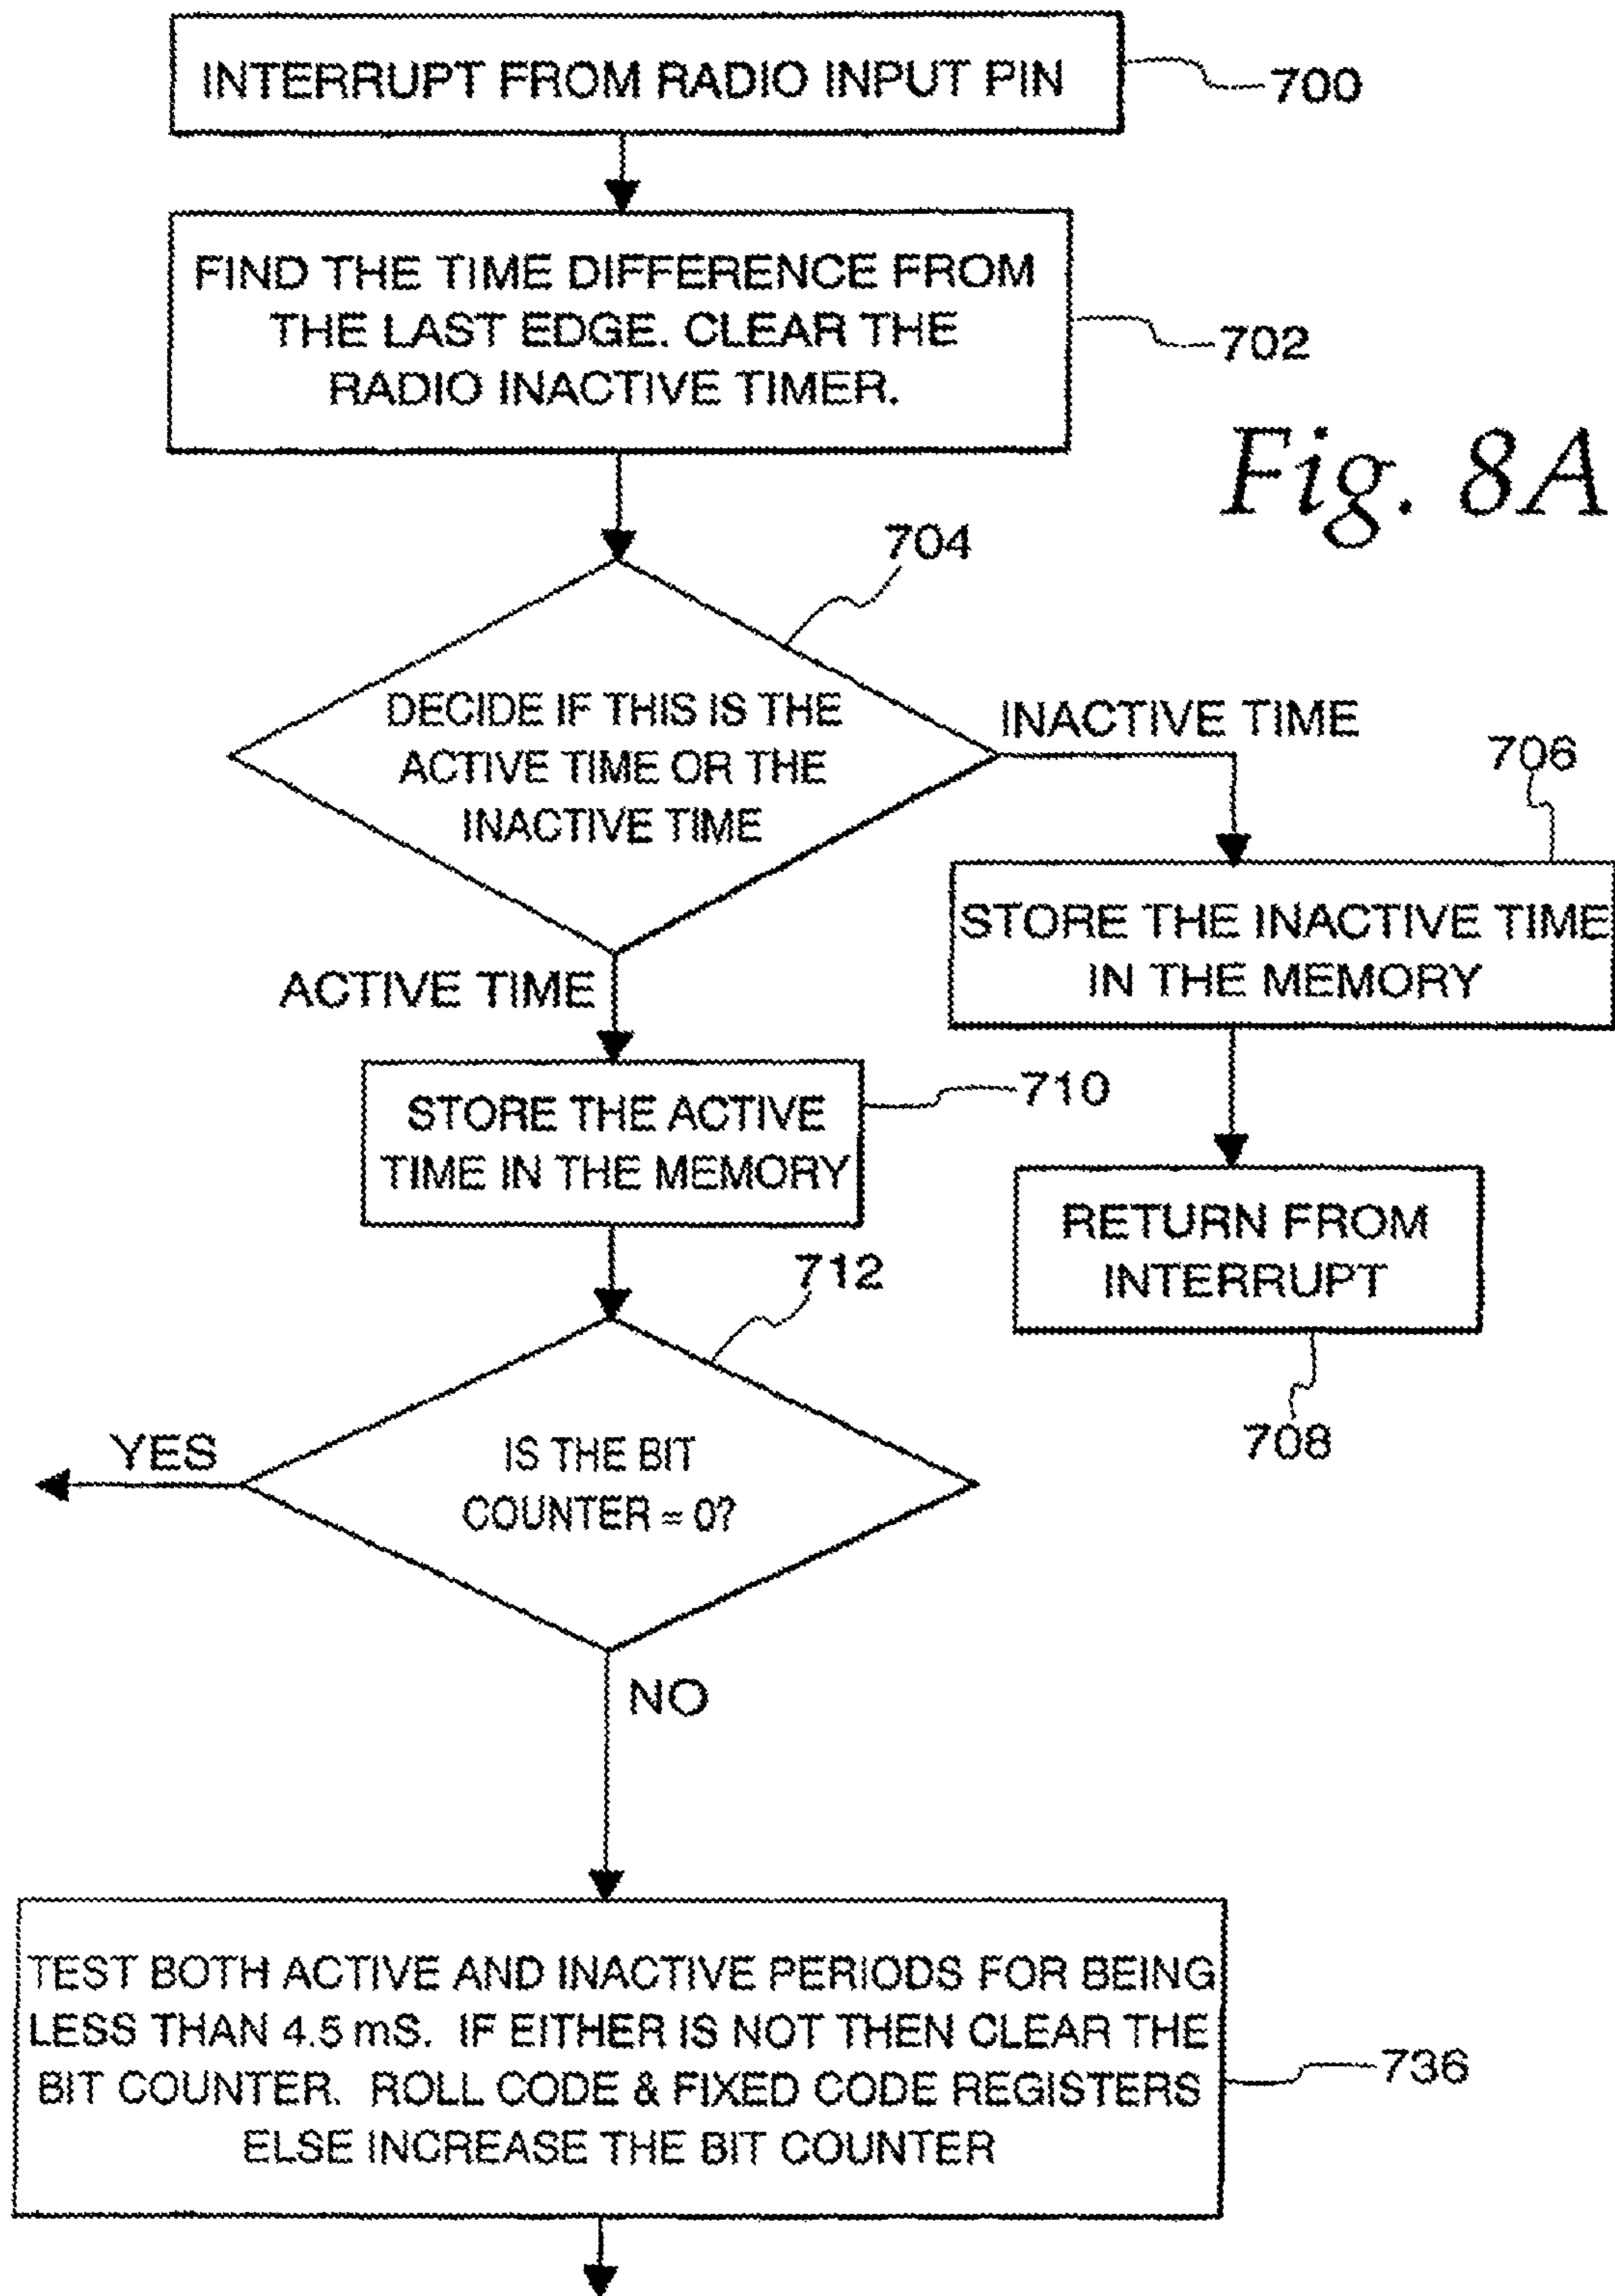 INTERRUPT FROM RADIO INPUT PIN
700
FIND THE TIME DIFFERENCE FROM
THE LAST EDGE. CLEAR THE
RADIO INACTIVE TIMER.
702
Fig. 8A
704
DECIDE IF THIS IS THE
ACTIVE TIME OR THE
INACTIVE TIME
INACTIVE TIME
706
STORE THE INACTIVE TIME
IN THE MEMORY
ACTIVE TIME
710
STORE THE ACTIVE
TIME IN THE MEMORY
RETURN FROM
INTERRUPT
708
712
YES
IS THE BIT
COUNTER = 0?
NO
TEST BOTH ACTIVE AND INACTIVE PERIODS FOR BEING
LESS THAN 4.5 mS. IF EITHER IS NOT THEN CLEAR THE
BIT COUNTER. ROLL CODE & FIXED CODE REGISTERS
ELSE INCREASE THE BIT COUNTER
736